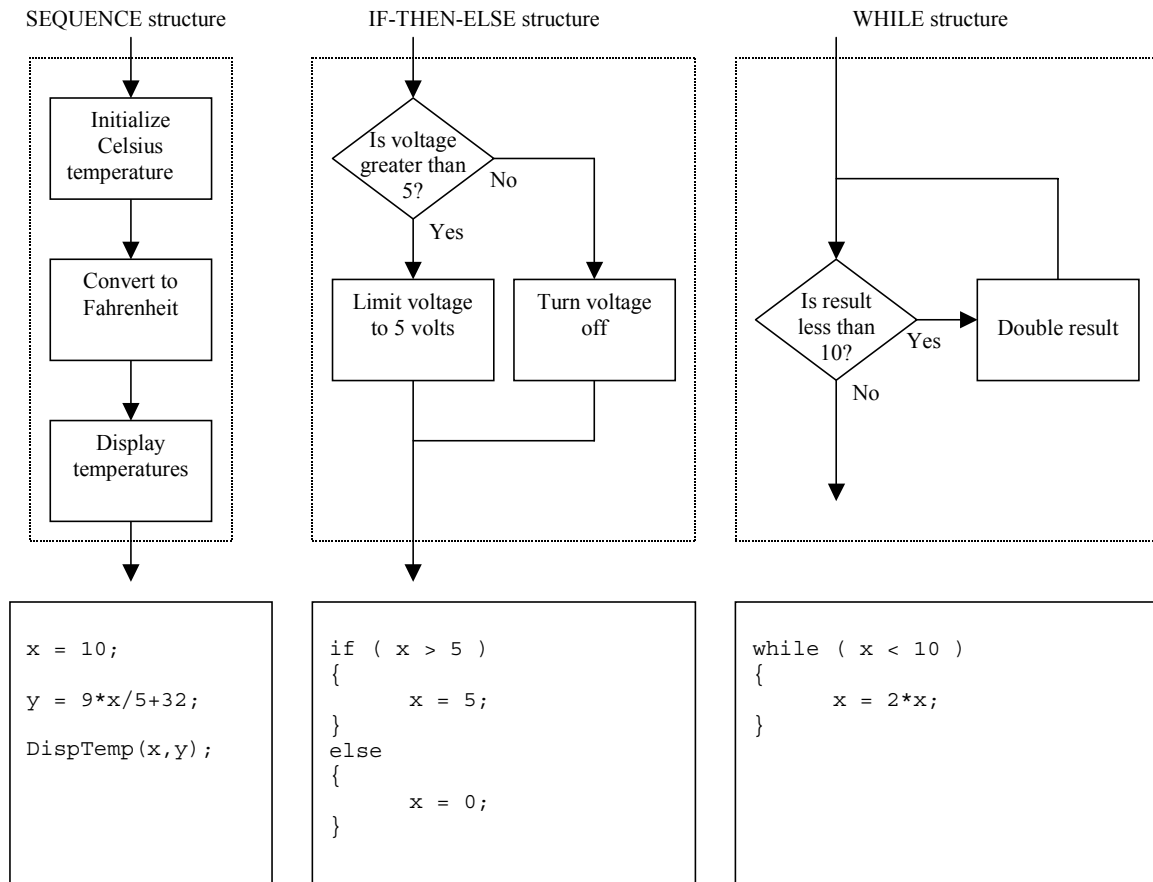 SEQUENCE structure
Initialize
Celsius
temperature
Convert to
Fahrenheit
Display
temperatures
x = 10;
y = 9*x/5+32;
DispTemp(x,y);
IF-THEN-ELSE structure
Is voltage
greater than
5?
No
Yes
Limit voltage
to 5 volts
Turn voltage
off
if ( x > 5 )
{
x = 5;
}
else
{
x = 0;
}
WHILE structure
Is result
less than
10?
Yes
No
Double result
while ( x < 10 )
{
x = 2*x;
}